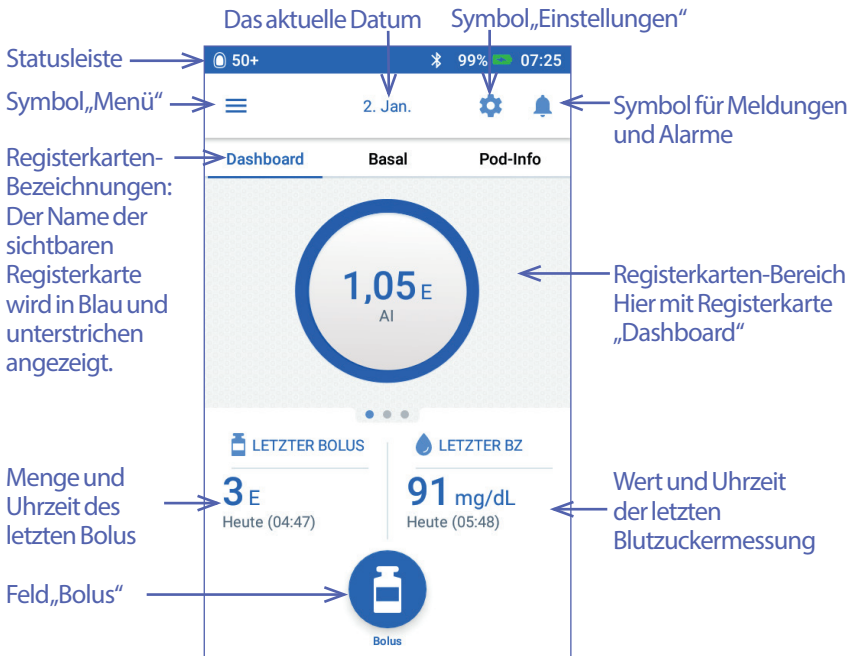 Das aktuelle Datum
Symbol „Einstellungen“
Statusleiste
50+
99%
07:25
Symbol „Menü“
2. Jan.
Symbol für Meldungen
und Alarme
Registerkarten-
Bezeichnungen:
Der Name der
sichtbaren
Registerkarte
wird in Blau und
unterstrichen
angezeigt.
Dashboard
Basal
Pod-Info
1,05 E
AI
Registerkarten-Bereich
Hier mit Registerkarte
„Dashboard“
LETZTER BOLUS
LETZTER BZ
Menge und
Uhrzeit des
letzten Bolus
3 E
Heute (04:47)
91 mg/dL
Heute (05:48)
Wert und Uhrzeit
der letzten
Blutzuckermessung
Feld „Bolus“
Bolus